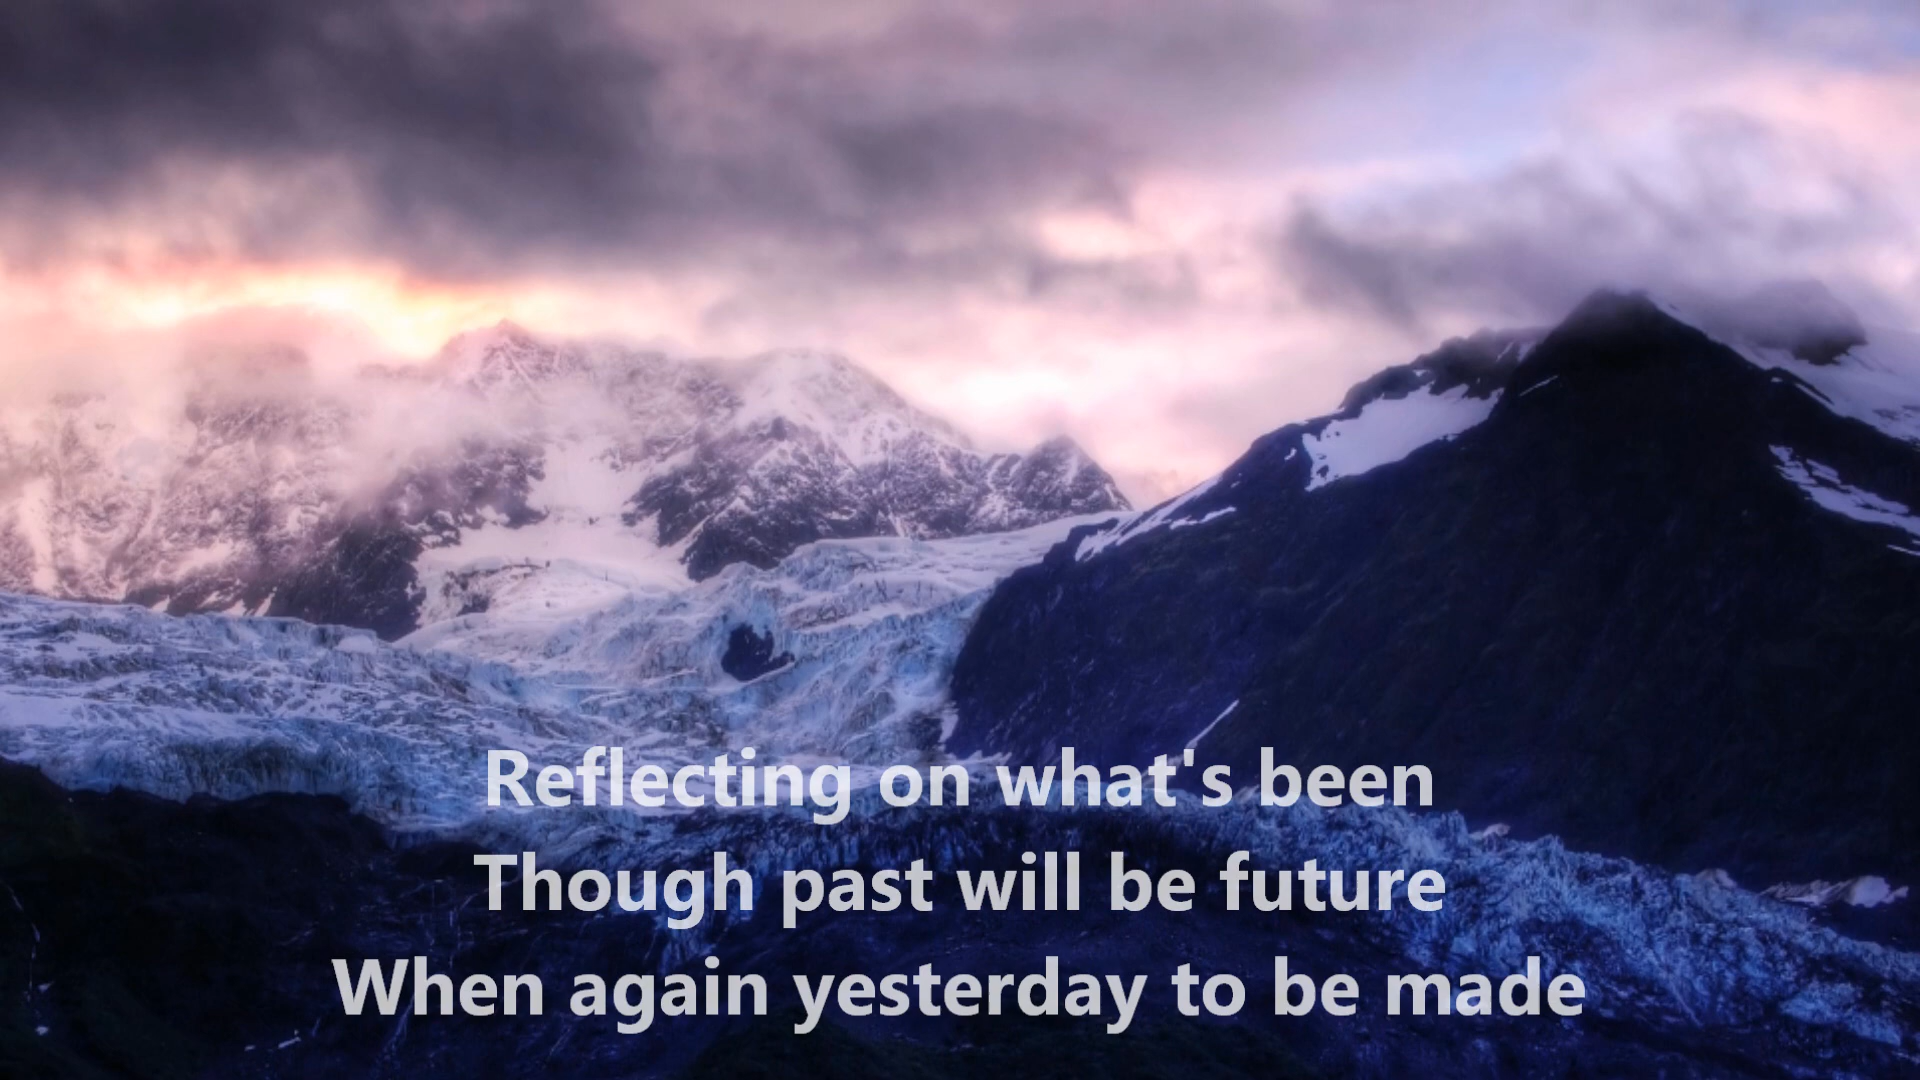 Reflecting on what's been
Though past will be future
When again yesterday to be made